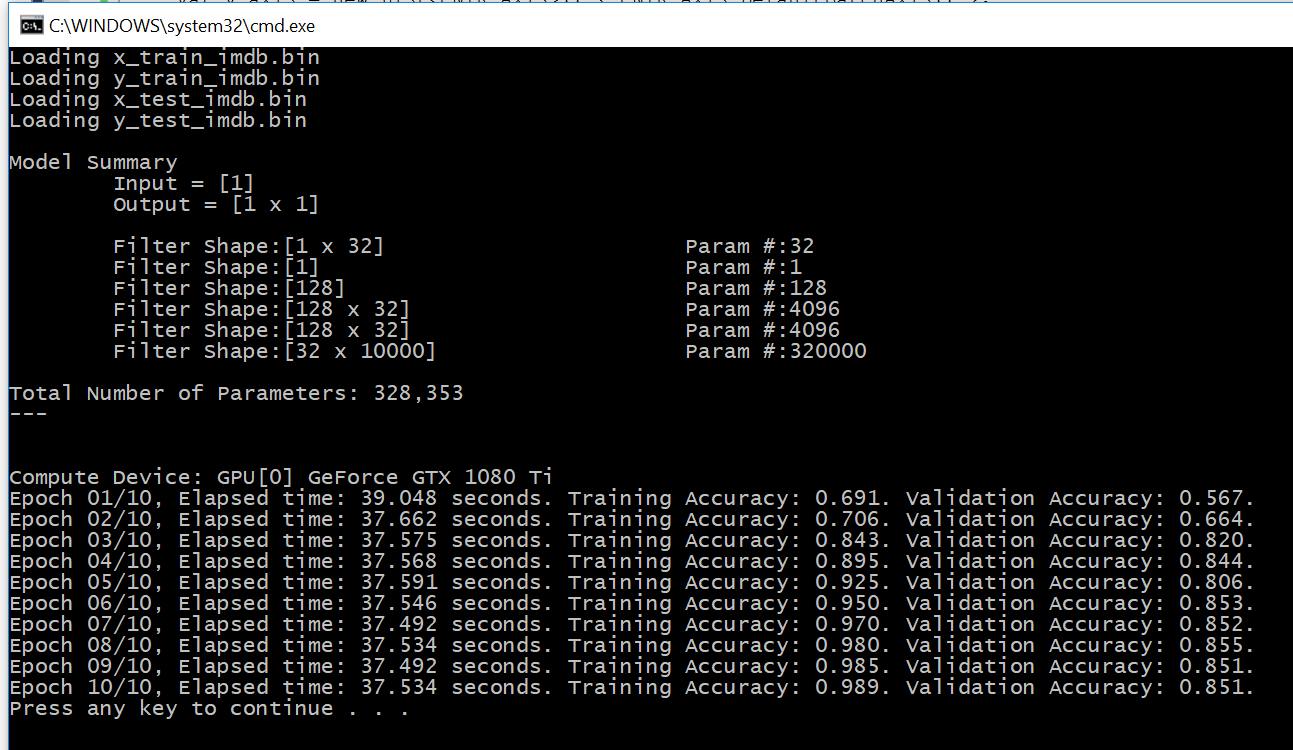 C:\WINDOWS\system32\cmd.exe
Loading x_train_imdb.bin
Loading y_train_imdb.bin
Loading x_test_imdb.bin
Loading y_test_imdb.bin
Model Summary
Input = [1]
Output = [1 x 1]
Filter Shape:[1 x 32] Param #:32
Filter Shape:[1] Param #:1
Filter Shape:[128] Param #:128
Filter Shape:[128 x 32] Param #:4096
Filter Shape:[128 x 32] Param #:4096
Filter Shape:[32 x 10000] Param #:320000
Total Number of Parameters: 328,353
---
Compute Device: GPU[0] GeForce GTX 1080 Ti
Epoch 01/10, Elapsed time: 39.048 seconds. Training Accuracy: 0.691. Validation Accuracy: 0.567.
Epoch 02/10, Elapsed time: 37.662 seconds. Training Accuracy: 0.706. Validation Accuracy: 0.664.
Epoch 03/10, Elapsed time: 37.575 seconds. Training Accuracy: 0.843. Validation Accuracy: 0.820.
Epoch 04/10, Elapsed time: 37.568 seconds. Training Accuracy: 0.895. Validation Accuracy: 0.844.
Epoch 05/10, Elapsed time: 37.591 seconds. Training Accuracy: 0.925. Validation Accuracy: 0.806.
Epoch 06/10, Elapsed time: 37.546 seconds. Training Accuracy: 0.950. Validation Accuracy: 0.853.
Epoch 07/10, Elapsed time: 37.492 seconds. Training Accuracy: 0.970. Validation Accuracy: 0.852.
Epoch 08/10, Elapsed time: 37.534 seconds. Training Accuracy: 0.980. Validation Accuracy: 0.855.
Epoch 09/10, Elapsed time: 37.492 seconds. Training Accuracy: 0.985. Validation Accuracy: 0.851.
Epoch 10/10, Elapsed time: 37.534 seconds. Training Accuracy: 0.989. Validation Accuracy: 0.851.
Press any key to continue . . .